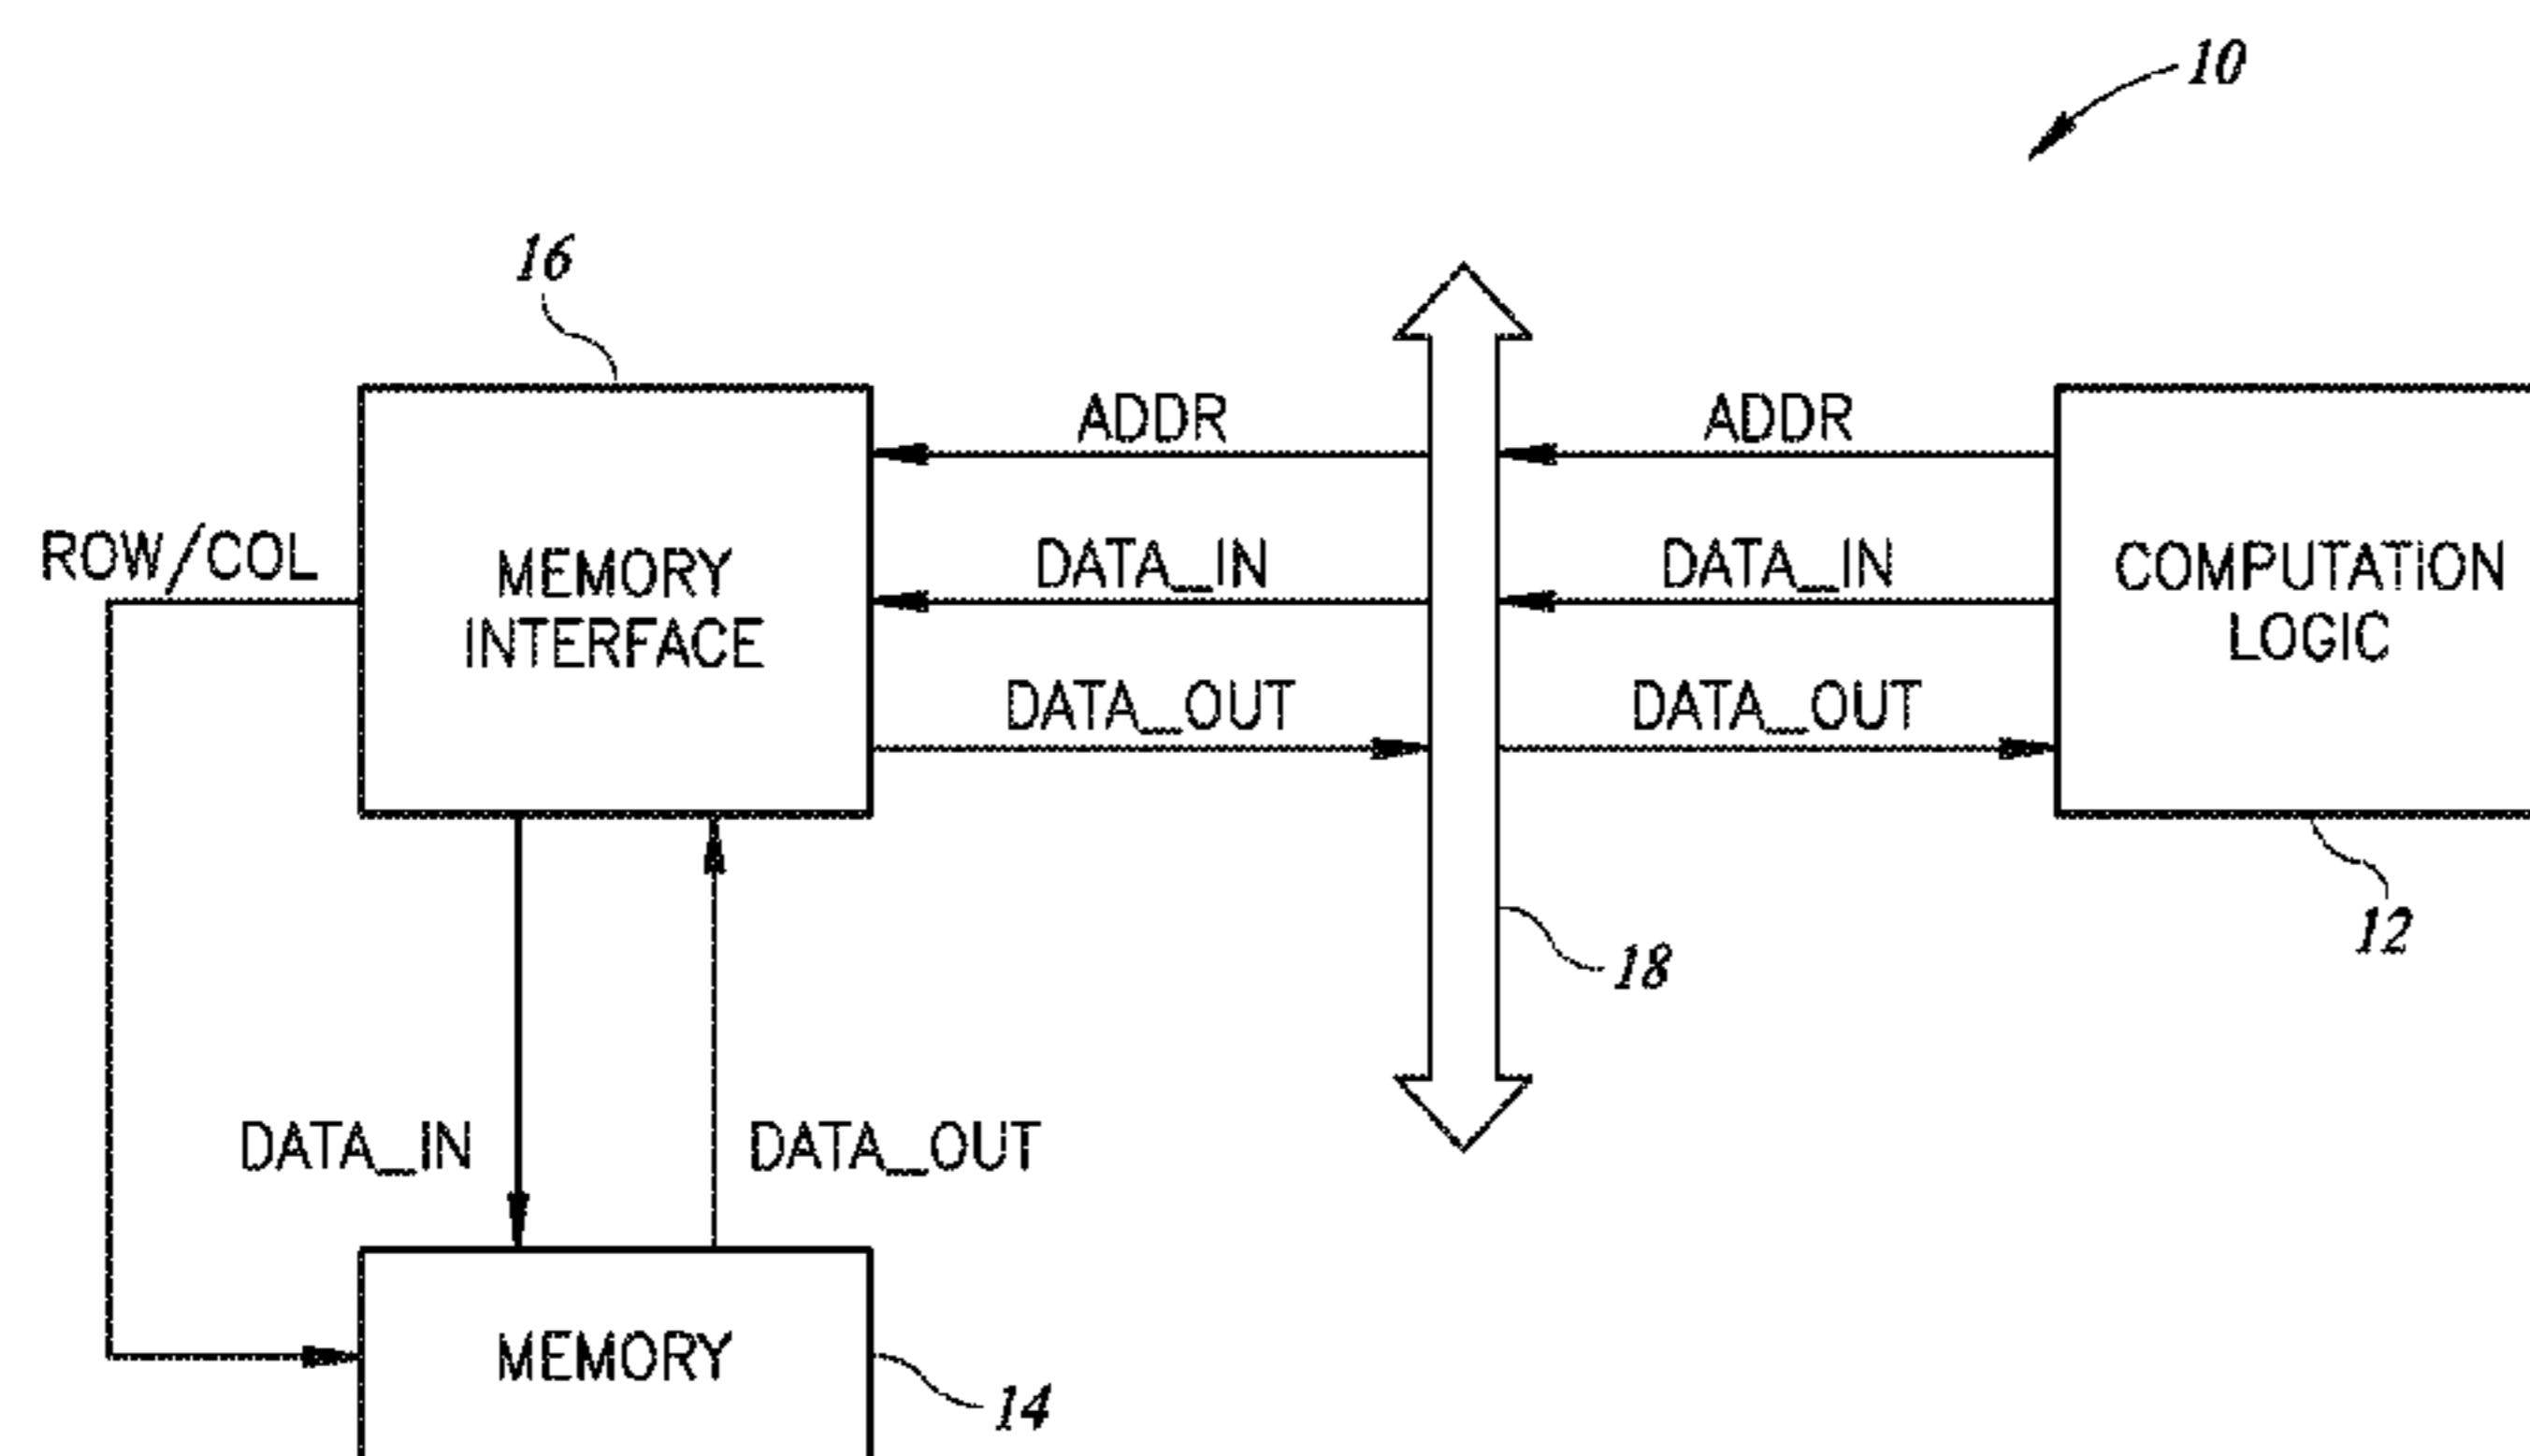 10
16
ADDR
ADDR
ROW/COL
MEMORY
INTERFACE
DATA_IN
DATA_IN
COMPUTATION
LOGIC
DATA_OUT
DATA_OUT
12
18
DATA_IN
DATA_OUT
MEMORY
14